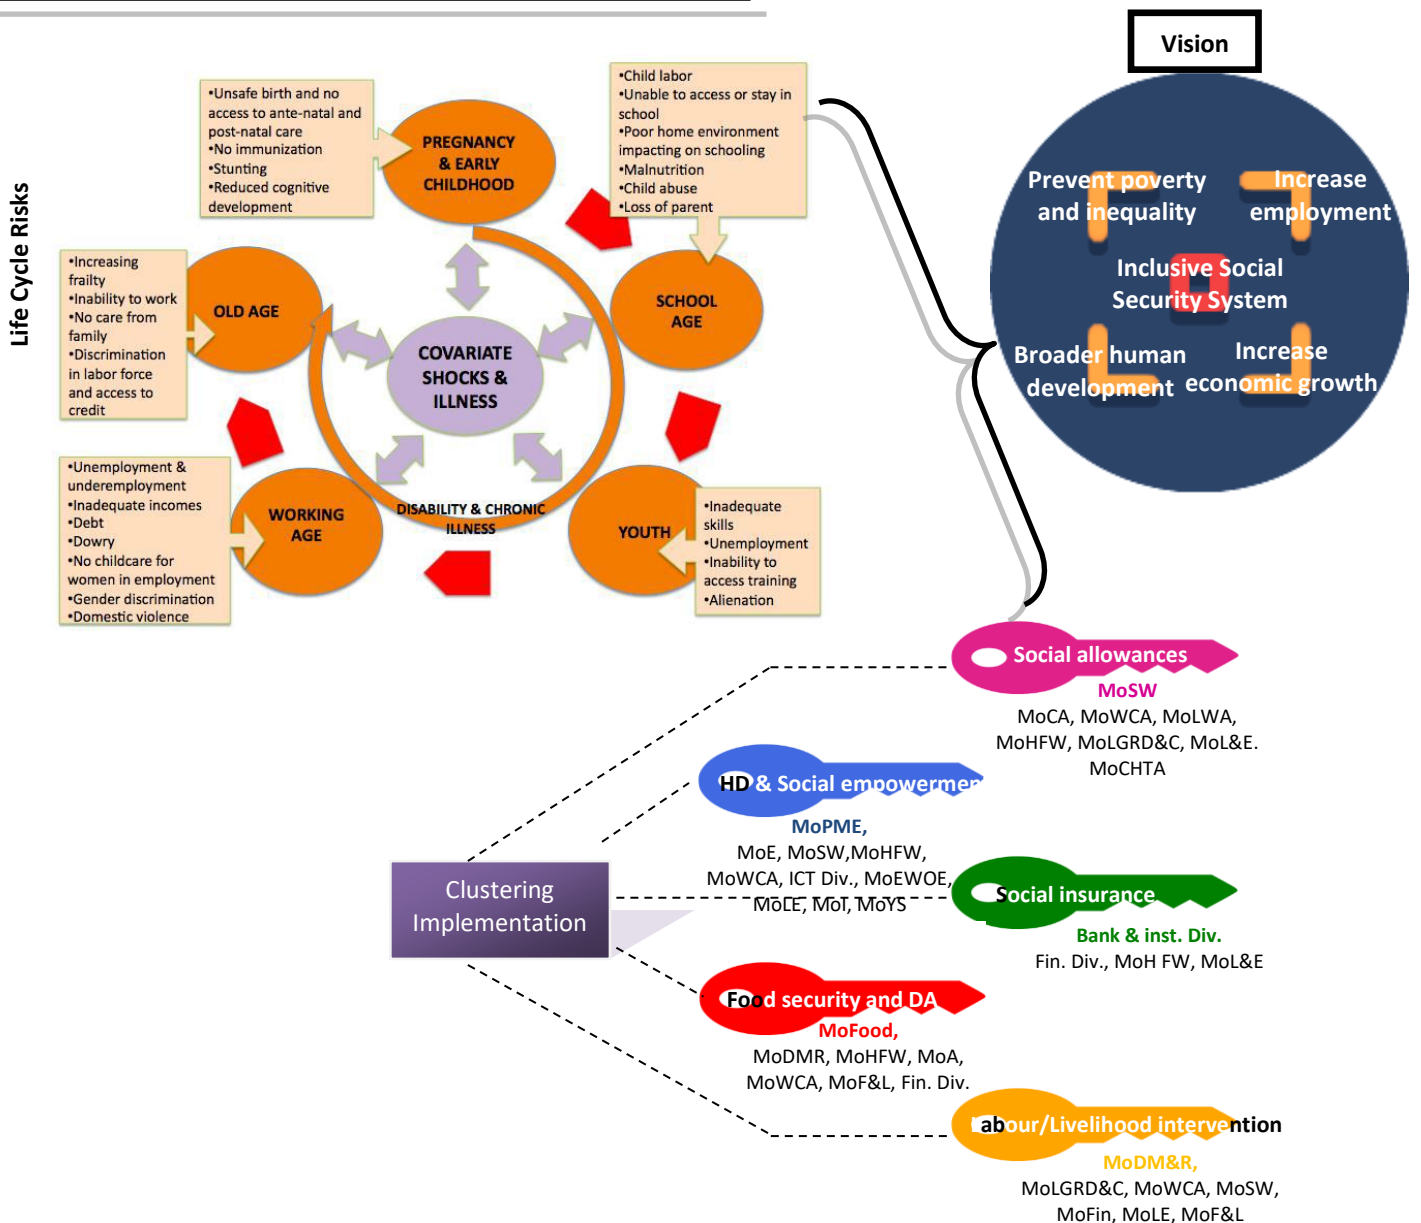 Vision
Life Cycle Risks
•Unsafe birth and no
access to ante-natal and
post-natal care
•No immunization
•Stunting
•Reduced cognitive
development
PREGNANCY
& EARLY
CHILDHOOD
•Child labor
•Unable to access or stay in
school
•Poor home environment
impacting on schooling
•Malnutrition
•Child abuse
•Loss of parent
Prevent poverty
and inequality
Increase
employment
Inclusive Social
Security System
Broader human
development
Increase
economic growth
•Increasing
frailty
•Inability to work
•No care from
family
•Discrimination
in labor force
and access to
credit
OLD AGE
SCHOOL
AGE
COVARIATE
SHOCKS &
ILLNESS
•Unemployment &
underemployment
•Inadequate incomes
•Debt
•Dowry
•No childcare for
women in employment
•Gender discrimination
•Domestic violence
WORKING
AGE
DISABILITY & CHRONIC
ILLNESS
YOUTH
•Inadequate
skills
•Unemployment
•Inability to
access training
•Alienation
Social allowances
MoSW
MoCA, MoWCA, MoLWA,
MoHFW, MoLGRD&C, MoL&E.
MoCHTA
HD & Social empowermen
MoPME,
MoE, MoSW,MoHFW,
MoWCA, ICT Div., MoEWOE,
MoLE, MoI, MoYS
Clustering
Implementation
Social insurance
Bank & inst. Div.
Fin. Div., MoH FW, MoL&E
Food security and DA
MoFood,
MoDMR, MoHFW, MoA,
MoWCA, MoF&L, Fin. Div.
Labour/Livelihood intervention
MoDM&R,
MoLGRD&C, MoWCA, MoSW,
MoFin, MoLE, MoF&L